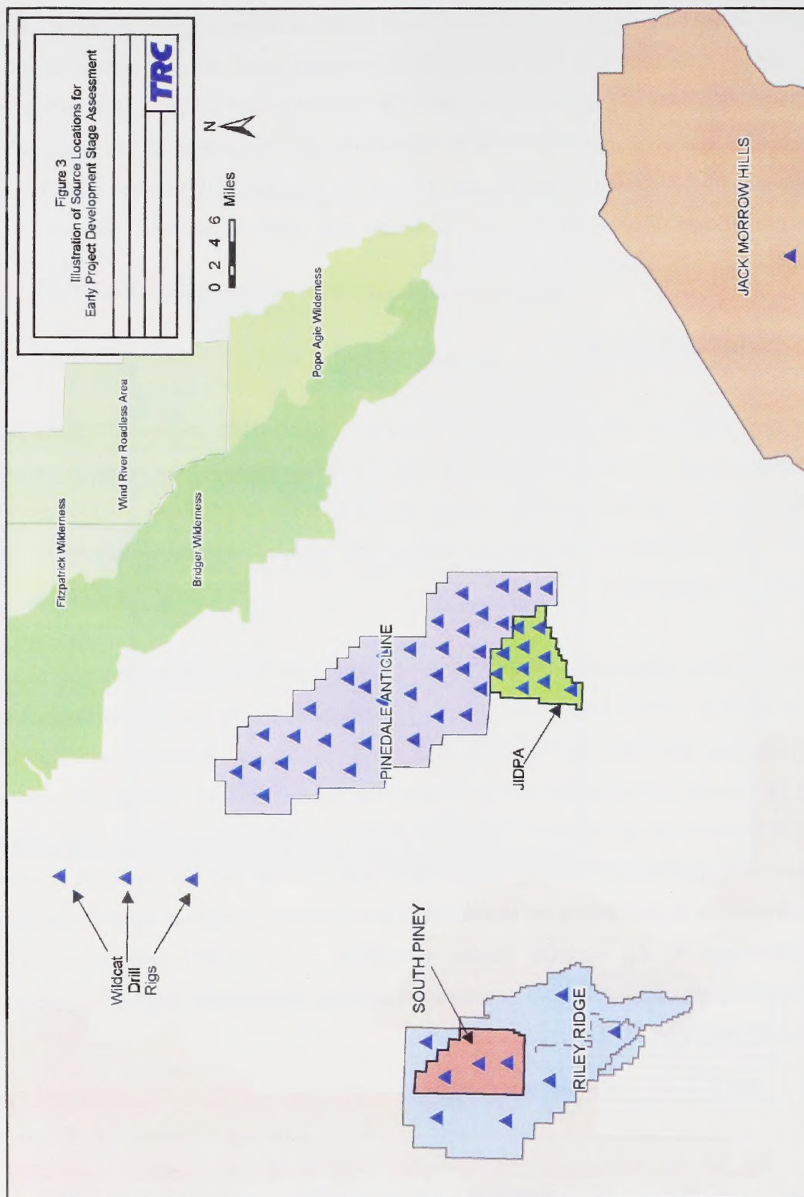 Figure 3
Illustration of Source Locations for
Early Project Development Stage Assessment
TRC
N
0 2 4 6
Miles
Fitzpatrick Wilderness
Wind River Roadless Area
Bridger Wilderness
Popo Agie Wilderness
Wildcat
Drill
Rigs
PINEDALE ANTICLINE
JIDPA
SOUTH PINEY
RILEY RIDGE
JACK MORROW HILLS